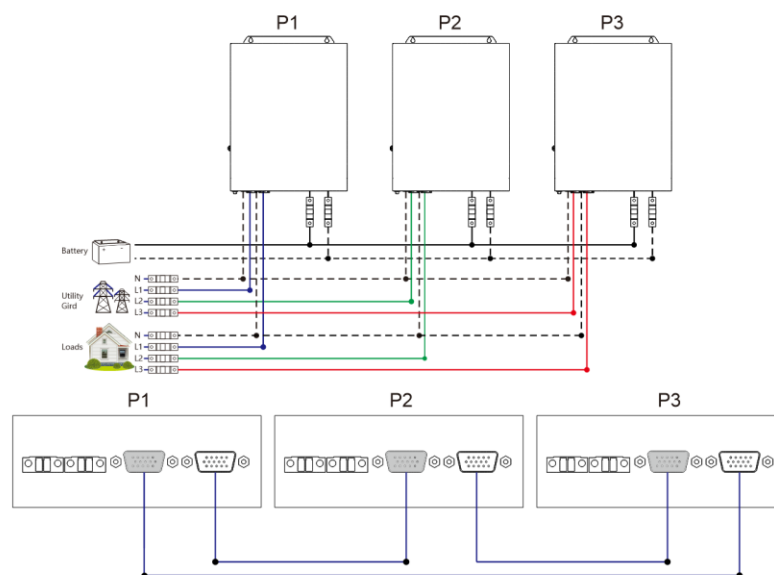 P1 P2 P3
Battery
N
Utility
Gird
L1
L2
L3
Loads
N
L1
L2
L3
P1 P2 P3